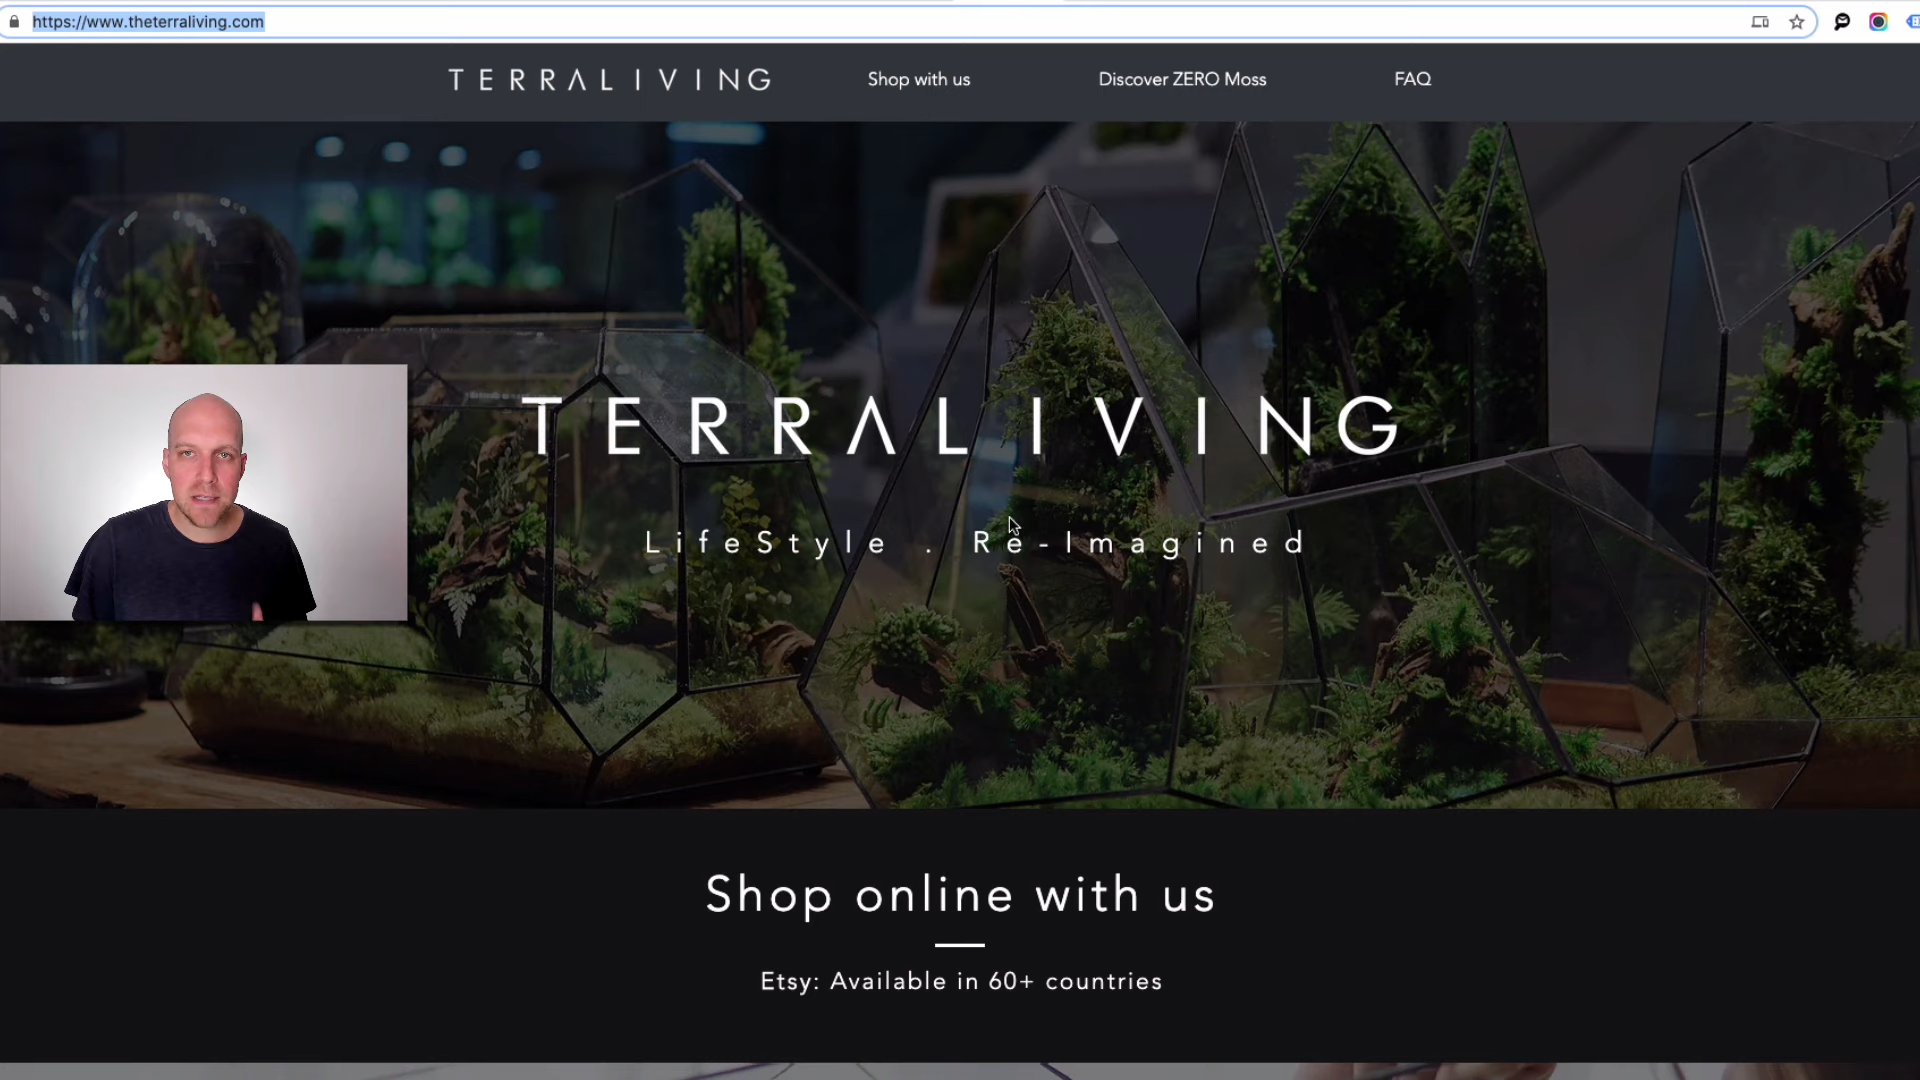 https://www.theterraliving.com
TERRALIVING
Shop with us
Discover ZERO Moss
FAQ
TERRALIVING
LifeStyle . Re-Imagined
Shop online with us
Etsy: Available in 60+ countries